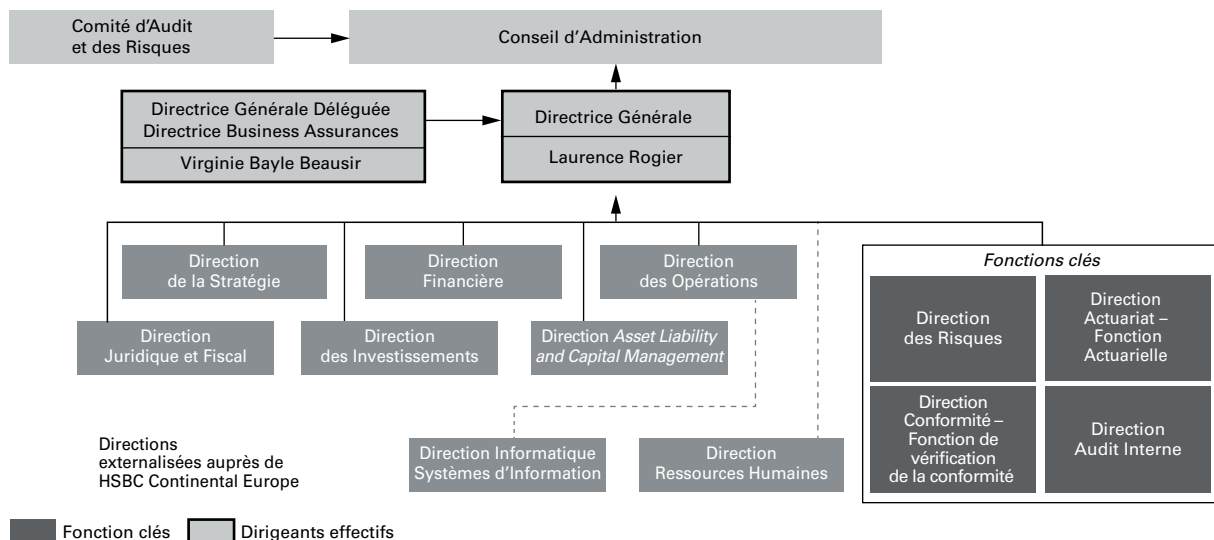 Comité d'Audit
et des Risques
Conseil d'Administration
Directrice Générale Déléguée
Directrice Business Assurances
Virginie Bayle Beausir
Directrice Générale
Laurence Rogier
Direction
de la Stratégie
Direction
Financière
Direction
des Opérations
Direction
Juridique et Fiscal
Direction
des Investissements
Direction Asset Liability
and Capital Management
Fonctions clés
Direction
des Risques
Direction
Actuariat –
Fonction
Actuarielle
Direction
Conformité –
Fonction de
vérification
de la conformité
Direction
Audit Interne
Directions
externalisées auprès de
HSBC Continental Europe
Direction Informatique
Systèmes d'Information
Direction
Ressources Humaines
Fonction clés
Dirigeants effectifs